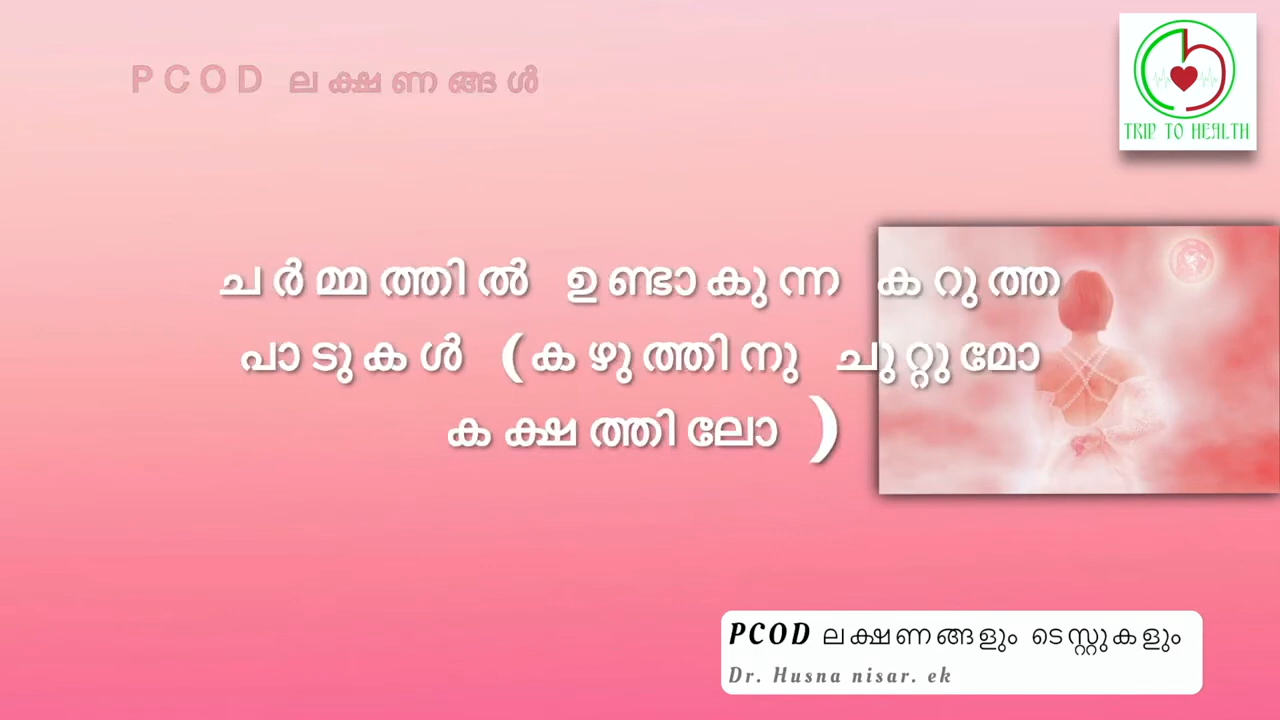 PCOD ലക്ഷണങ്ങൾ
TRIP TO HEALTH
ചർമ്മത്തിൽ ഉണ്ടാകുന്ന കറുത്ത
പാടുകൾ (കഴുത്തിനു ചുറ്റുമോ
കക്ഷത്തിലോ )
PCOD ലക്ഷണങ്ങളും ടെസ്റ്റുകളും
Dr. Husna nisar. ek